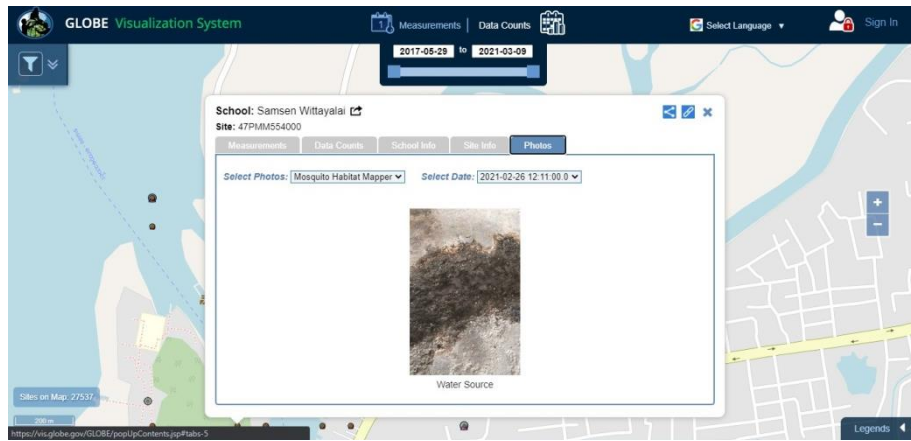 GLOBE Visualization System
Measurements | Data Counts
Select Language ▼
Sign In
2017-05-29 to 2021-03-09
School: Samsen Wittayalai
Site: 47PMM554000
Measurements Data Counts School Info Site Info Photos
Select Photos: Mosquito Habitat Mapper Select Date: 2021-02-26 12:11:00.0
+
−
Water Source
Sites on Map: 27537
200 m
https://vis.globe.gov/GLOBE/popUpContents.jsp#tabs-5
Legends